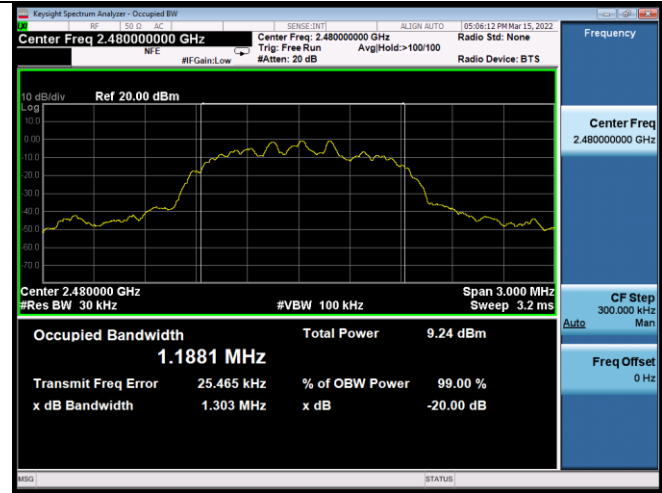 Keysight Spectrum Analyzer - Occupied BW
RF 50 Ω AC SENSE:INT ALIGN AUTO 05:06:12 PM Mar 15, 2022
Center Freq 2.480000000 GHz Center Freq: 2.480000000 GHz Radio Std: None Frequency
NFE Trig: Free Run Avg|Hold:>100/100
#IFGain:Low #Atten: 20 dB Radio Device: BTS
10 dB/div Ref 20.00 dBm
Log
10.0
0.00
-10.0
-20.0
-30.0
-40.0
-50.0
-60.0
-70.0
Center Freq
2.480000000 GHz
Center 2.480000 GHz Span 3.000 MHz
#Res BW 30 kHz #VBW 100 kHz Sweep 3.2 ms
CF Step
300.000 kHz
Auto Man
Occupied Bandwidth Total Power 9.24 dBm
1.1881 MHz
Freq Offset
0 Hz
Transmit Freq Error 25.465 kHz % of OBW Power 99.00 %
x dB Bandwidth 1.303 MHz x dB -20.00 dB
MSG STATUS